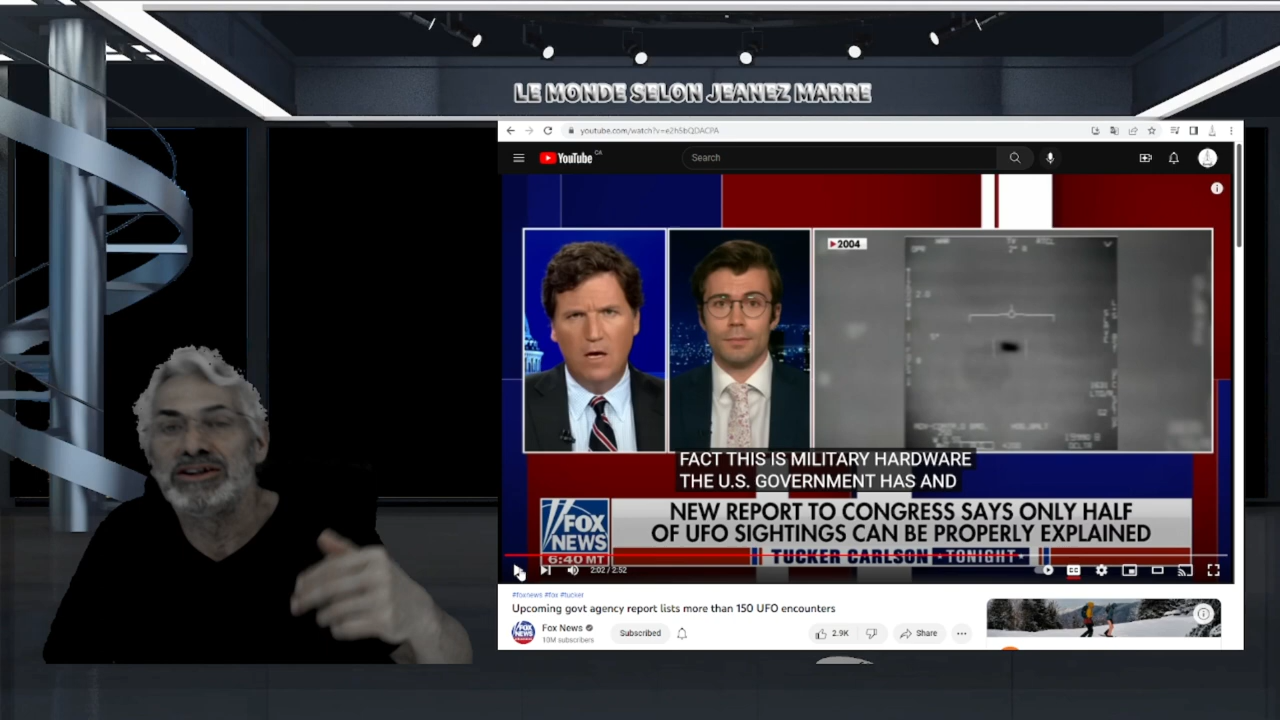 LE MONDE SELON JEANEZ MARRE
youtube.com/watch?v=e2h5bQDACPA
YouTube CA
Search
2004
FACT THIS IS MILITARY HARDWARE
THE U.S. GOVERNMENT HAS AND
FOX
NEWS
6:40 MT
NEW REPORT TO CONGRESS SAYS ONLY HALF
OF UFO SIGHTINGS CAN BE PROPERLY EXPLAINED
TUCKER CARLSON TONIGHT
2:02 / 2:52
#foxnews #fox #tucker
Upcoming govt agency report lists more than 150 UFO encounters
Fox News
10M subscribers
Subscribed
2.9K
Share